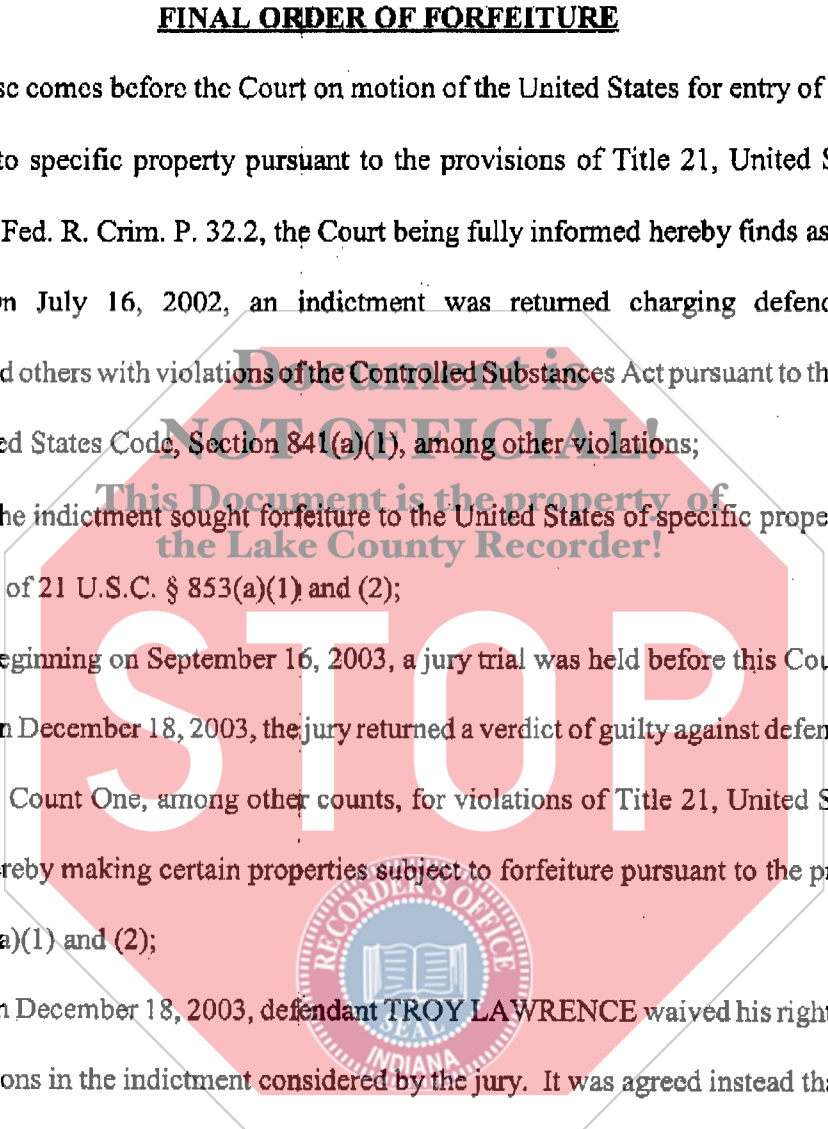 FINAL ORDER OF FORFEITURE
se comes before the Court on motion of the United States for entry of
to specific property pursuant to the provisions of Title 21, United S
Fed. R. Crim. P. 32.2, the Court being fully informed hereby finds as
n July 16, 2002, an indictment was returned charging defend
d others with violations of the Controlled Substances Act pursuant to th
Document is
ed States Code, Section 841(a)(1), among other violations;
NOT OFFICIAL!
This Document is the property of
he indictment sought forfeiture to the United States of specific prope
the Lake County Recorder!
of 21 U.S.C. § 853(a)(1) and (2);
eginning on September 16, 2003, a jury trial was held before this Cou
STOP
n December 18, 2003, the jury returned a verdict of guilty against defen
Count One, among other counts, for violations of Title 21, United S
reby making certain properties subject to forfeiture pursuant to the p
a)(1) and (2);
RECORDER'S OFFICE
SEAL
INDIANA
n December 18, 2003, defendant TROY LAWRENCE waived his right
ons in the indictment considered by the jury. It was agreed instead tha